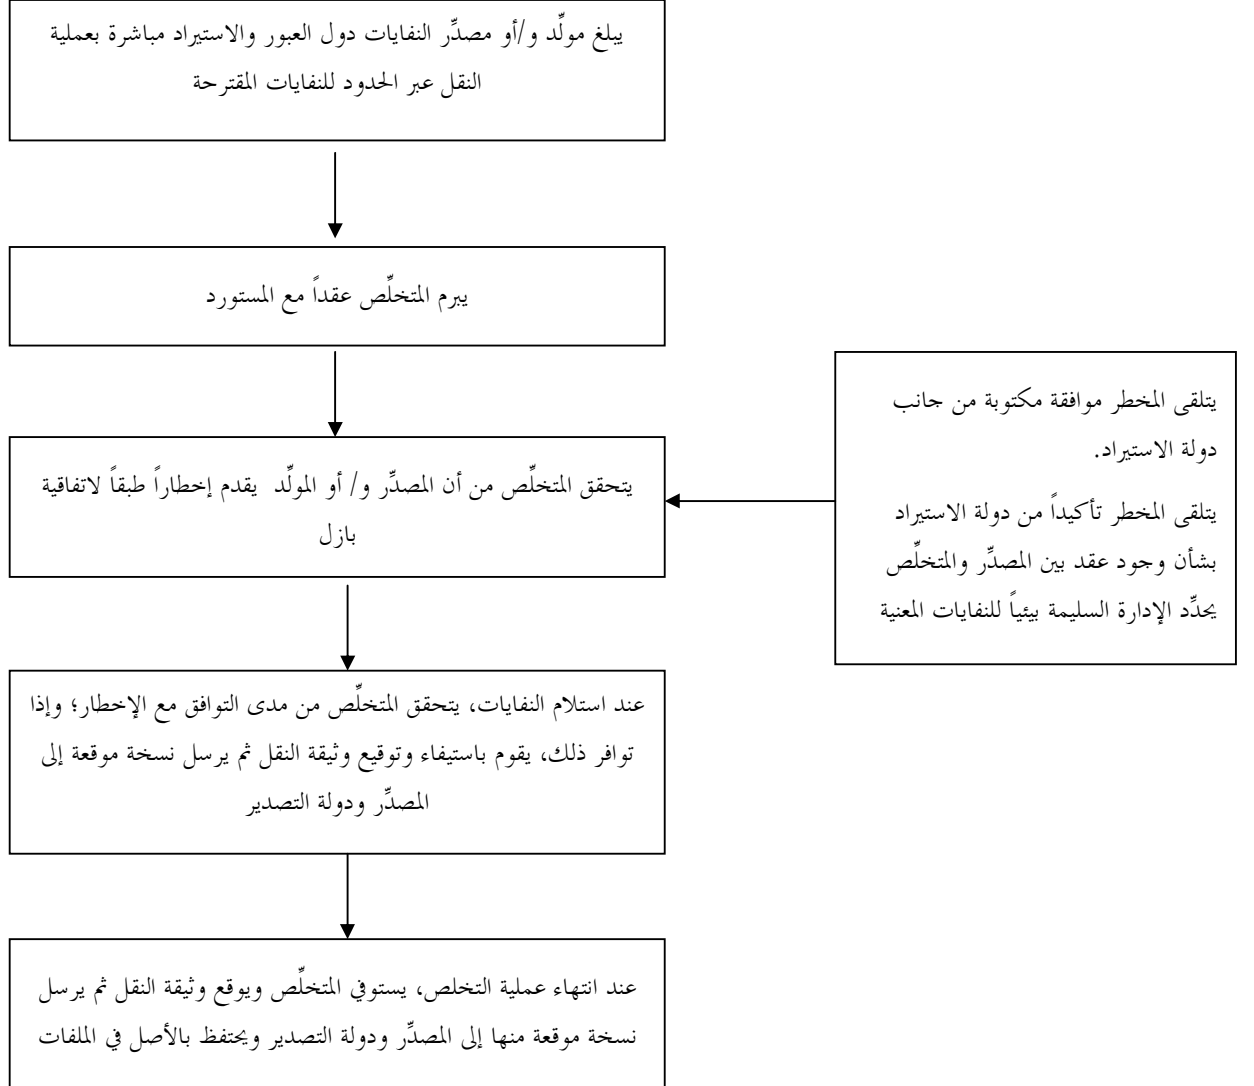 يبلغ مولِّد و/أو مصدِّر النفايات دول العبور والاستيراد مباشرة بعملية
النقل عبر الحدود للنفايات المقترحة
يبرم المتخلِّص عقداً مع المستورد
يتلقى المخطر موافقة مكتوبة من جانب
دولة الاستيراد.
يتلقى المخطر تأكيداً من دولة الاستيراد
بشأن وجود عقد بين المصدِّر والمتخلِّص
يحدِّد الإدارة السليمة بيئياً للنفايات المعنية
يتحقق المتخلِّص من أن المصدِّر و/ أو المولِّد يقدم إخطاراً طبقاً لاتفاقية
بازل
عند استلام النفايات، يتحقق المتخلِّص من مدى التوافق مع الإخطار؛ وإذا
توافر ذلك، يقوم باستيفاء وتوقيع وثيقة النقل ثم يرسل نسخة موقعة إلى
المصدِّر ودولة التصدير
عند انتهاء عملية التخلص، يستوفي المتخلِّص ويوقع وثيقة النقل ثم يرسل
نسخة موقعة منها إلى المصدِّر ودولة التصدير ويحتفظ بالأصل في الملفات